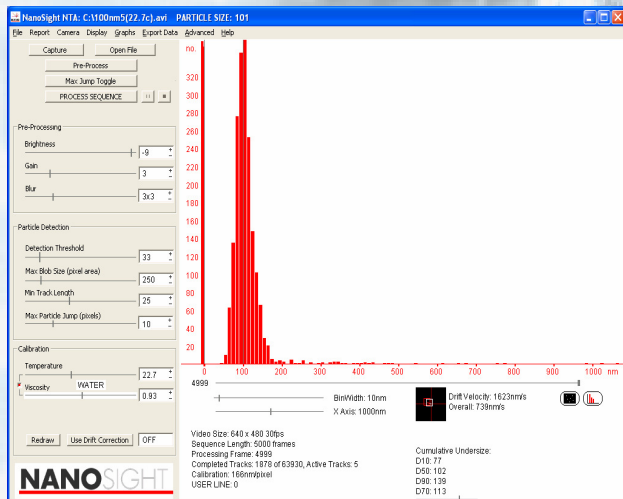 NanoSight NTA: C:\100nm5(22.7c).avi PARTICLE SIZE: 101
File Report Camera Display Graphs Export Data Advanced Help
Capture Open File
Pre-Process
Max Jump Toggle
PROCESS SEQUENCE
Pre-Processing
Brightness
-9
Gain
3
Blur
3x3
Particle Detection
Detection Threshold
33
Max Blob Size (pixel area)
250
Min Track Length
25
Max Particle Jump (pixels)
10
Calibration
Temperature
22.7
Viscosity WATER
0.93
Redraw Use Drift Correction OFF
NANOSIGHT
no.
320
300
280
260
240
220
200
180
160
140
120
100
80
60
40
20
0 100 200 300 400 500 600 700 800 900 1000 nm
4999
BinWidth: 10nm
X Axis: 1000nm
Drift Velocity: 1623nm/s
Overall: 739nm/s
Video Size: 640 x 480 30fps
Sequence Length: 5000 frames
Processing Frame: 4999
Completed Tracks: 1878 of 63930, Active Tracks: 5
Calibration: 166nm/pixel
USER LINE: 0
Cumulative Undersize:
D10: 77
D50: 102
D90: 139
D70: 113